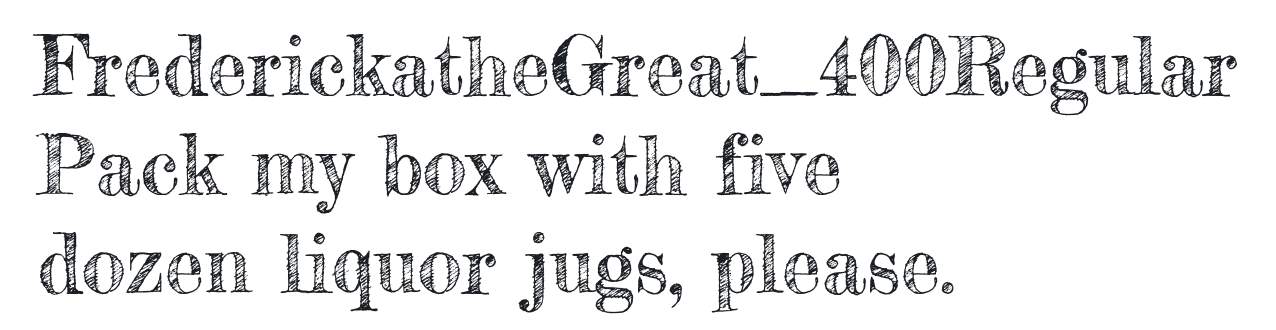 FrederickatheGreat_400Regular
Pack my box with five
dozen liquor jugs, please.